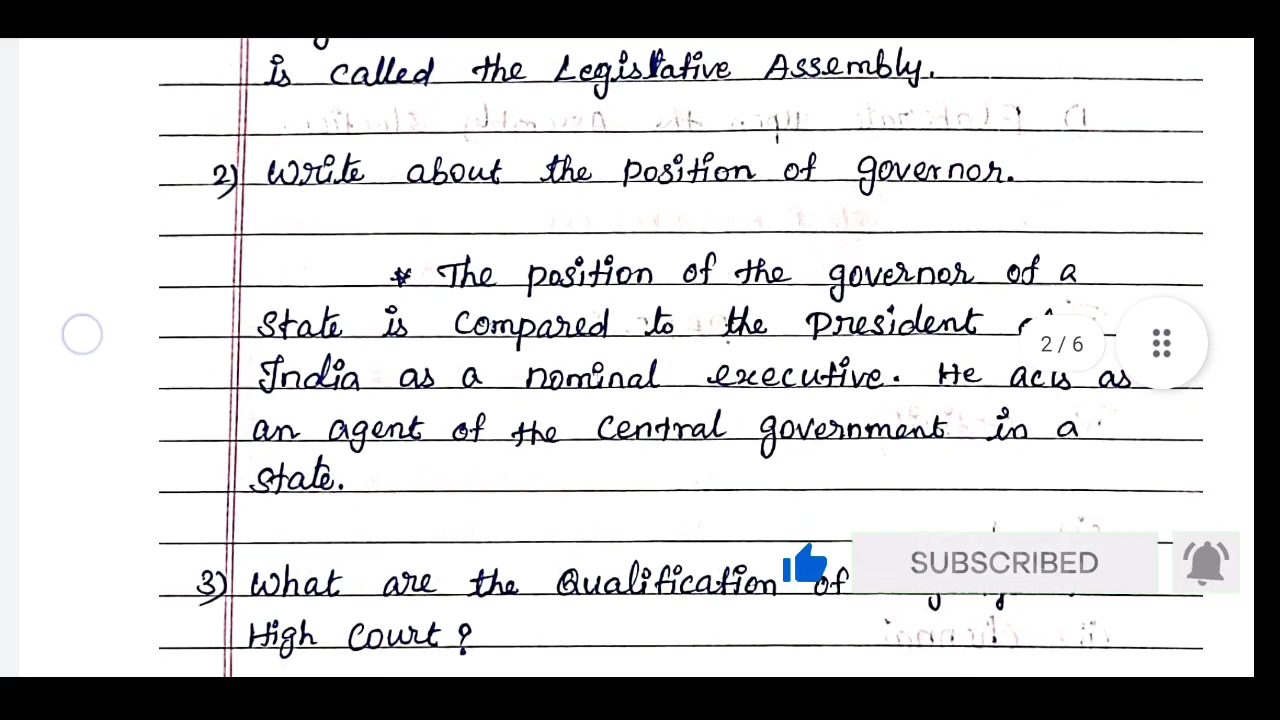 is called the Legislative Assembly.
2) Write about the position of governor.
* The position of the governor of a
State is compared to the President
India as a nominal executive. He acts as
an agent of the central government in a
State.
3) What are the Qualification of
High Court?
2 / 6
SUBSCRIBED